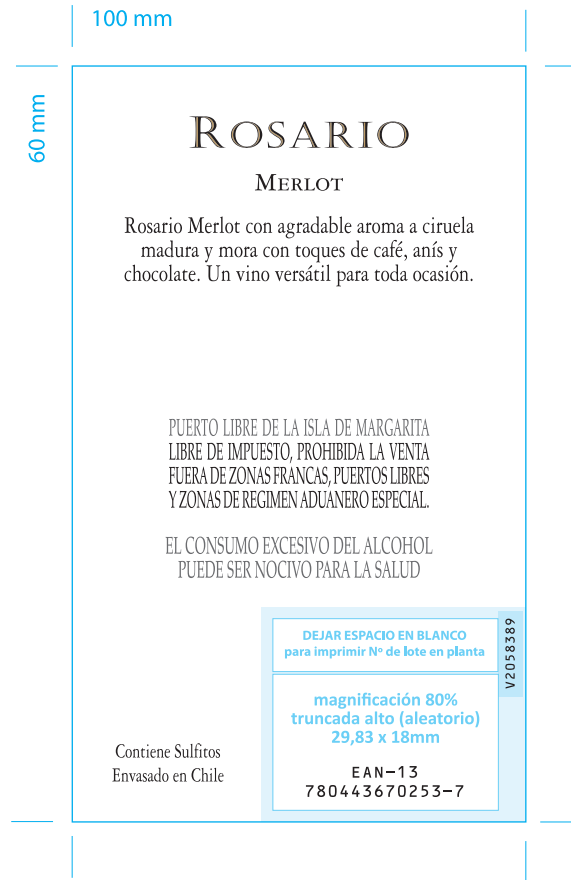 100 mm
60 mm
ROSARIO
MERLOT
Rosario Merlot con agradable aroma a ciruela
madura y mora con toques de café, anís y
chocolate. Un vino versátil para toda ocasión.
PUERTO LIBRE DE LA ISLA DE MARGARITA
LIBRE DE IMPUESTO, PROHIBIDA LA VENTA
FUERA DE ZONAS FRANCAS, PUERTOS LIBRES
Y ZONAS DE REGIMEN ADUANERO ESPECIAL.
EL CONSUMO EXCESIVO DEL ALCOHOL
PUEDE SER NOCIVO PARA LA SALUD
DEJAR ESPACIO EN BLANCO
para imprimir Nº de lote en planta
V2058389
magnificación 80%
truncada alto (aleatorio)
29,83 x 18mm
EAN-13
780443670253-7
Contiene Sulfitos
Envasado en Chile